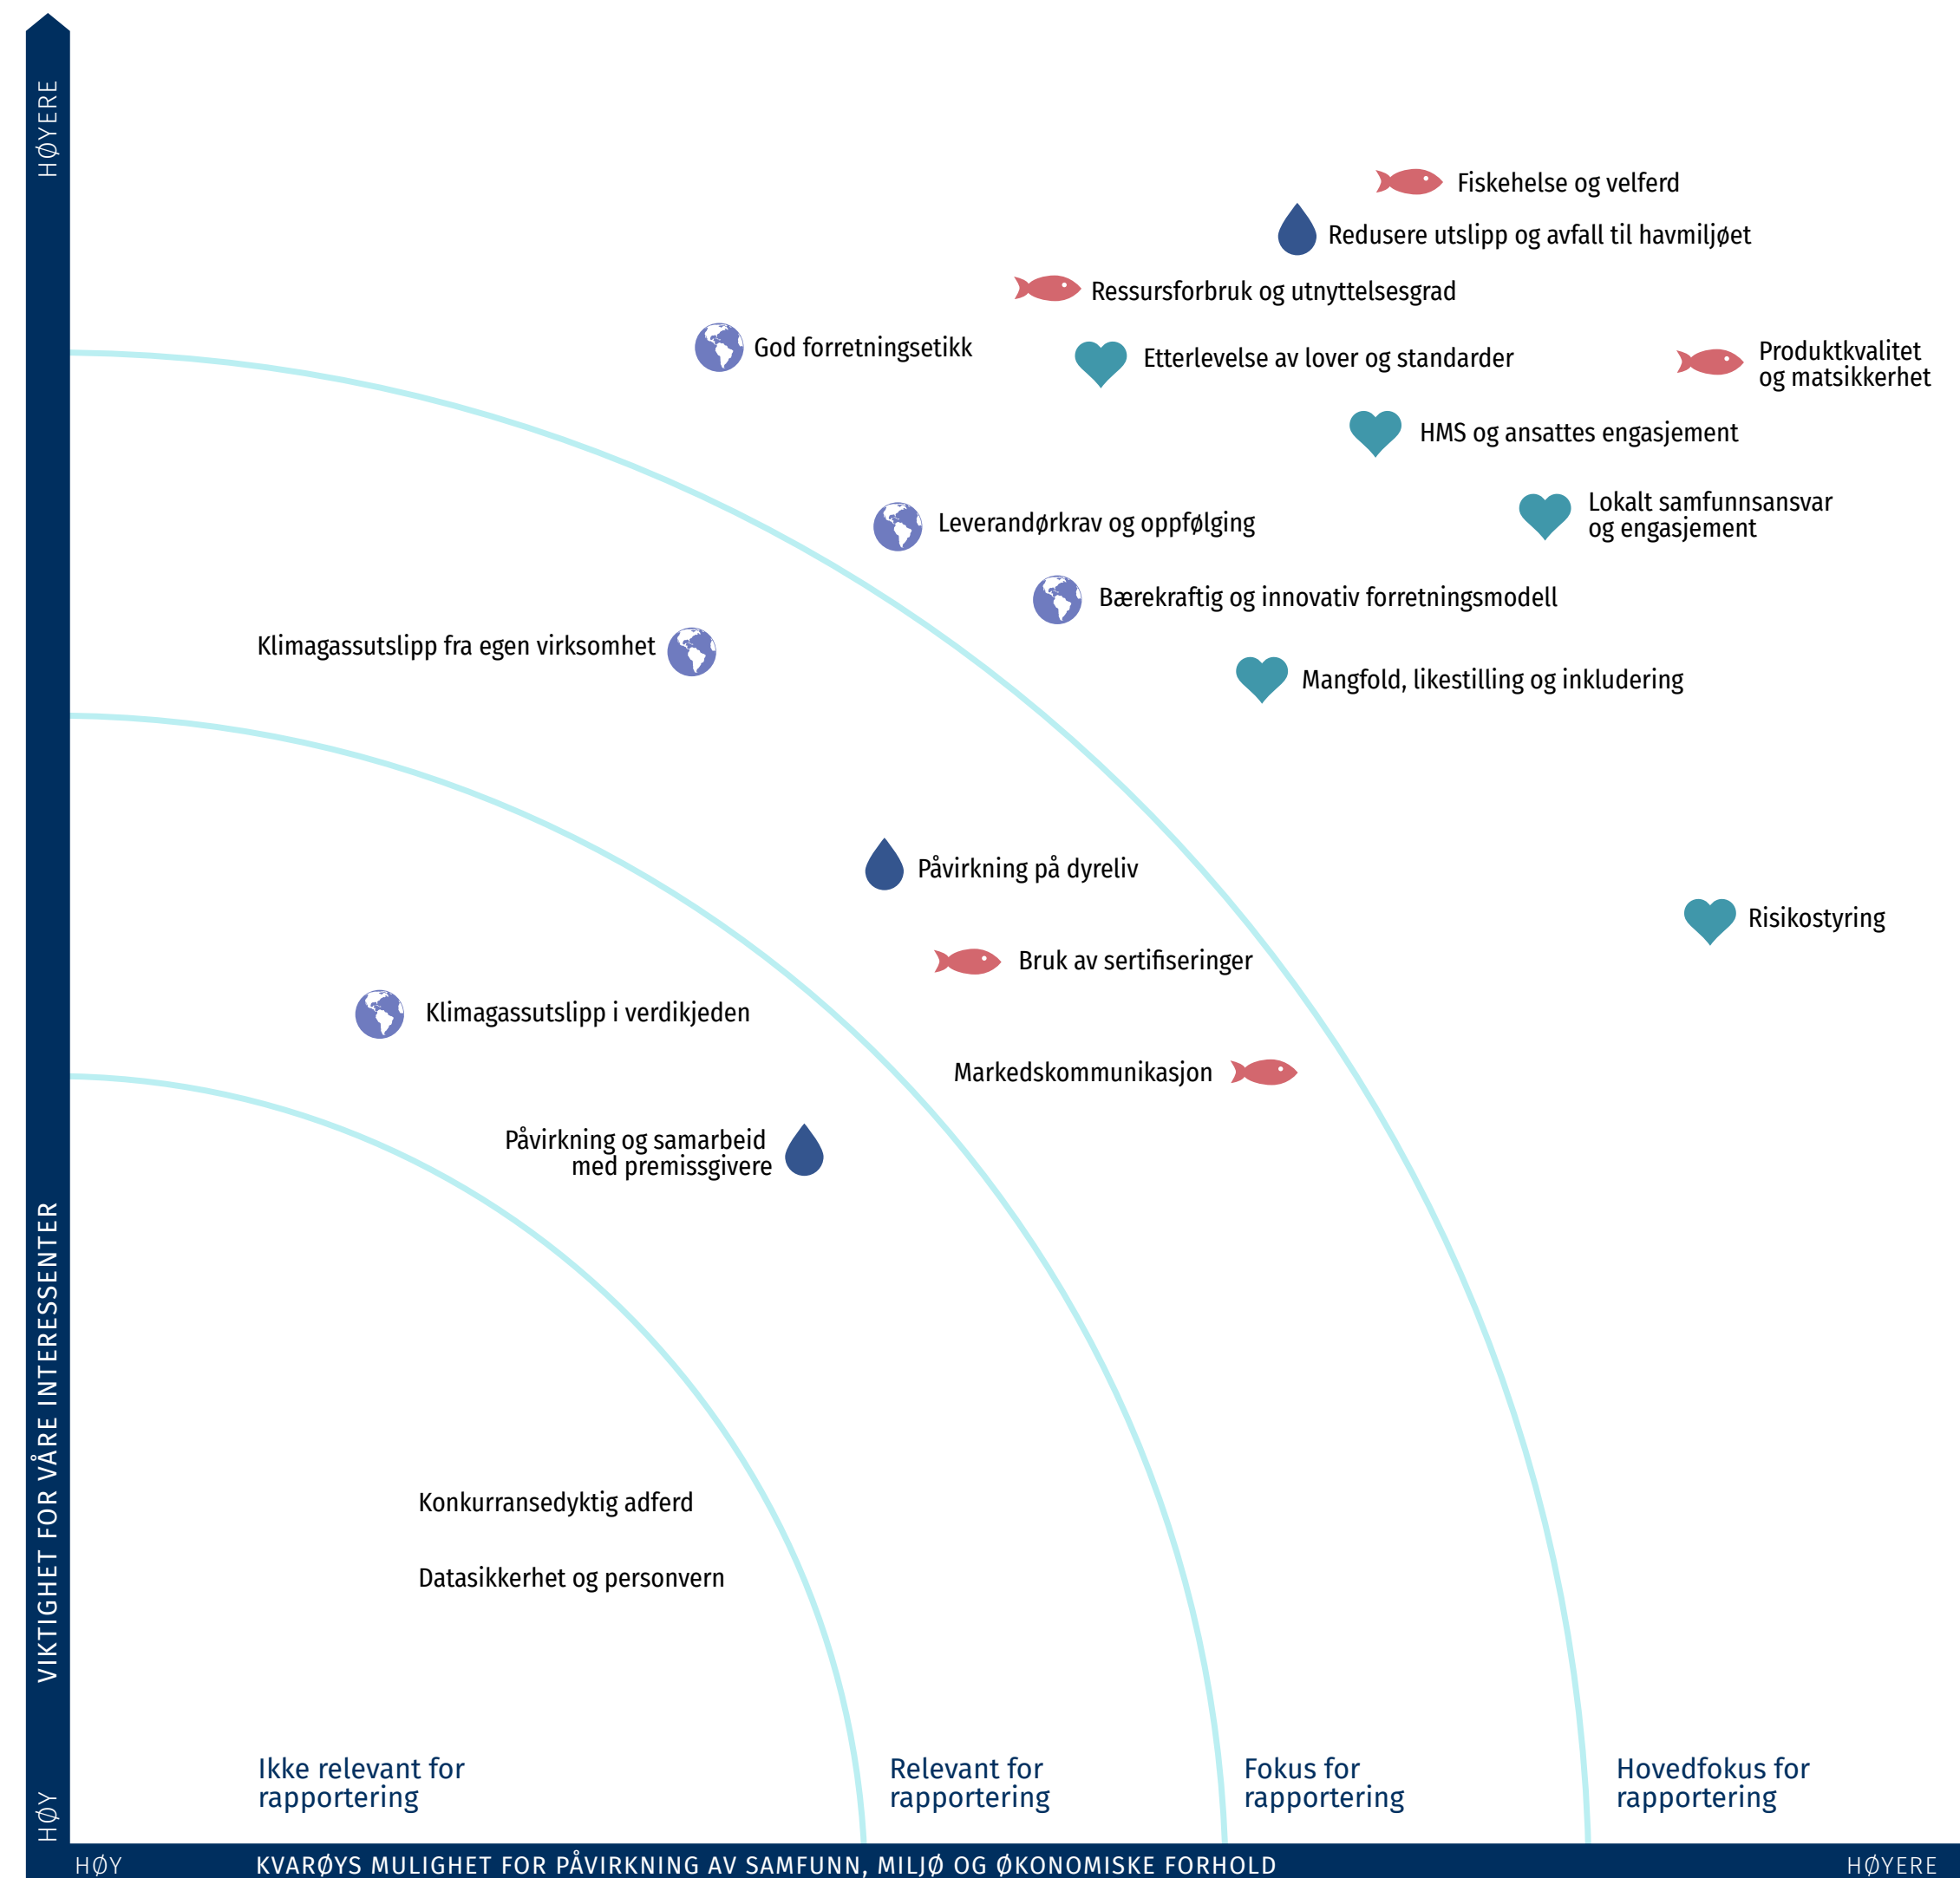 HØYERE
VIKTIGHET FOR VÅRE INTERESSENTER
HØY
Fiskehelse og velferd
Redusere utslipp og avfall til havmiljøet
Ressursforbruk og utnyttelsesgrad
God forretningsetikk
Etterlevelse av lover og standarder
Produktkvalitet
og matsikkerhet
HMS og ansattes engasjement
Lokalt samfunnsansvar
og engasjement
Leverandørkrav og oppfølging
Bærekraftig og innovativ forretningsmodell
Klimagassutslipp fra egen virksomhet
Mangfold, likestilling og inkludering
Påvirkning på dyreliv
Risikostyring
Bruk av sertifiseringer
Klimagassutslipp i verdikjeden
Markedskommunikasjon
Påvirkning og samarbeid
med premissgivere
Konkurransedyktig adferd
Datasikkerhet og personvern
Ikke relevant for
rapportering
Relevant for
rapportering
Fokus for
rapportering
Hovedfokus for
rapportering
HØY
KVARØYS MULIGHET FOR PÅVIRKNING AV SAMFUNN, MILJØ OG ØKONOMISKE FORHOLD
HØYERE